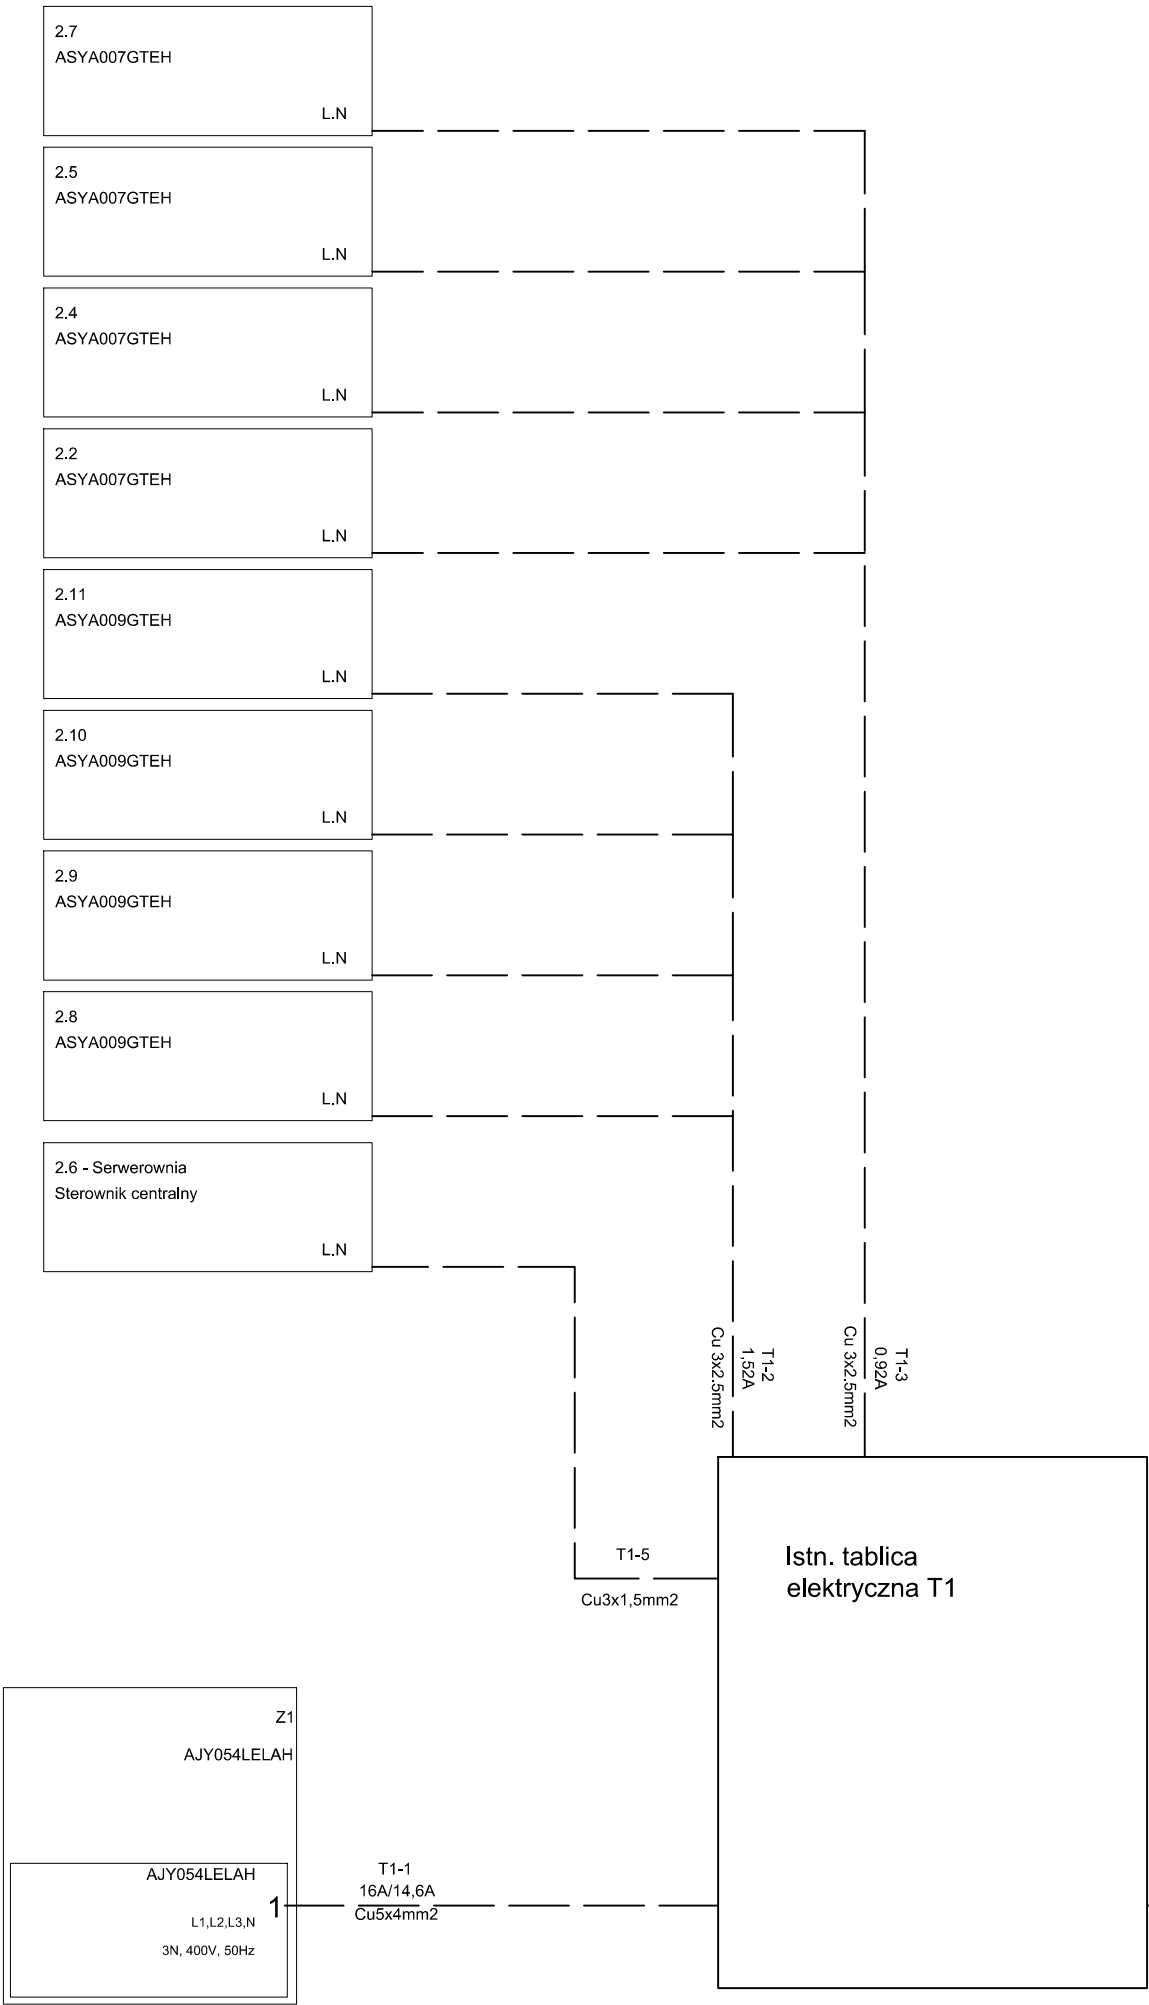 2.7
ASYA007GTEH
L.N
2.5
ASYA007GTEH
L.N
2.4
ASYA007GTEH
L.N
2.2
ASYA007GTEH
L.N
2.11
ASYA009GTEH
L.N
2.10
ASYA009GTEH
L.N
2.9
ASYA009GTEH
L.N
2.8
ASYA009GTEH
L.N
2.6 - Serwerownia
Sterownik centralny
L.N
T1-2
1,52A
Cu 3x2.5mm2
T1-3
0,92A
Cu 3x2.5mm2
T1-5
Cu3x1,5mm2
Istn. tablica
elektryczna T1
Z1
AJY054LELAH
AJY054LELAH
1
L1,L2,L3,N
3N, 400V, 50Hz
T1-1
16A/14,6A
Cu5x4mm2